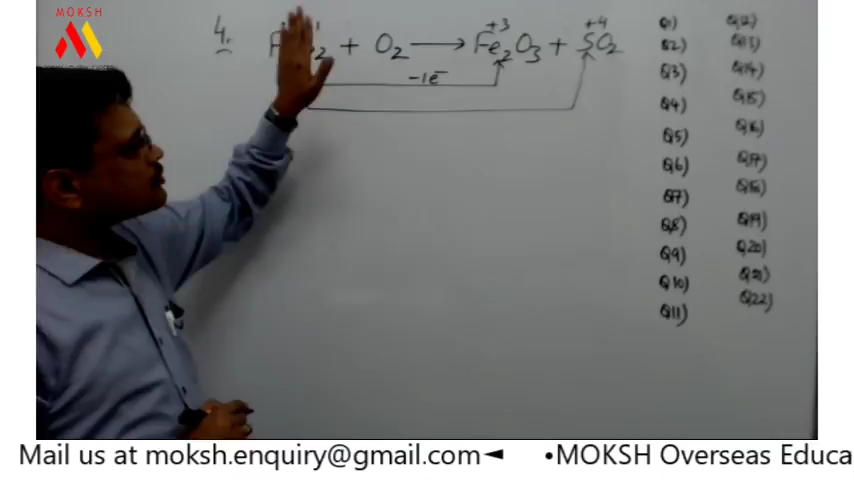 MOKSH
4. F 2 + O2 → Fe2O3 + SO2
+3 +4
-1e-
Q1)
Q2)
Q3)
Q4)
Q5)
Q6)
Q7)
Q8)
Q9)
Q10)
Q11)
Q12)
Q13)
Q14)
Q15)
Q16)
Q17)
Q18)
Q19)
Q20)
Q21)
Q22)
Mail us at moksh.enquiry@gmail.com◄ •MOKSH Overseas Educa